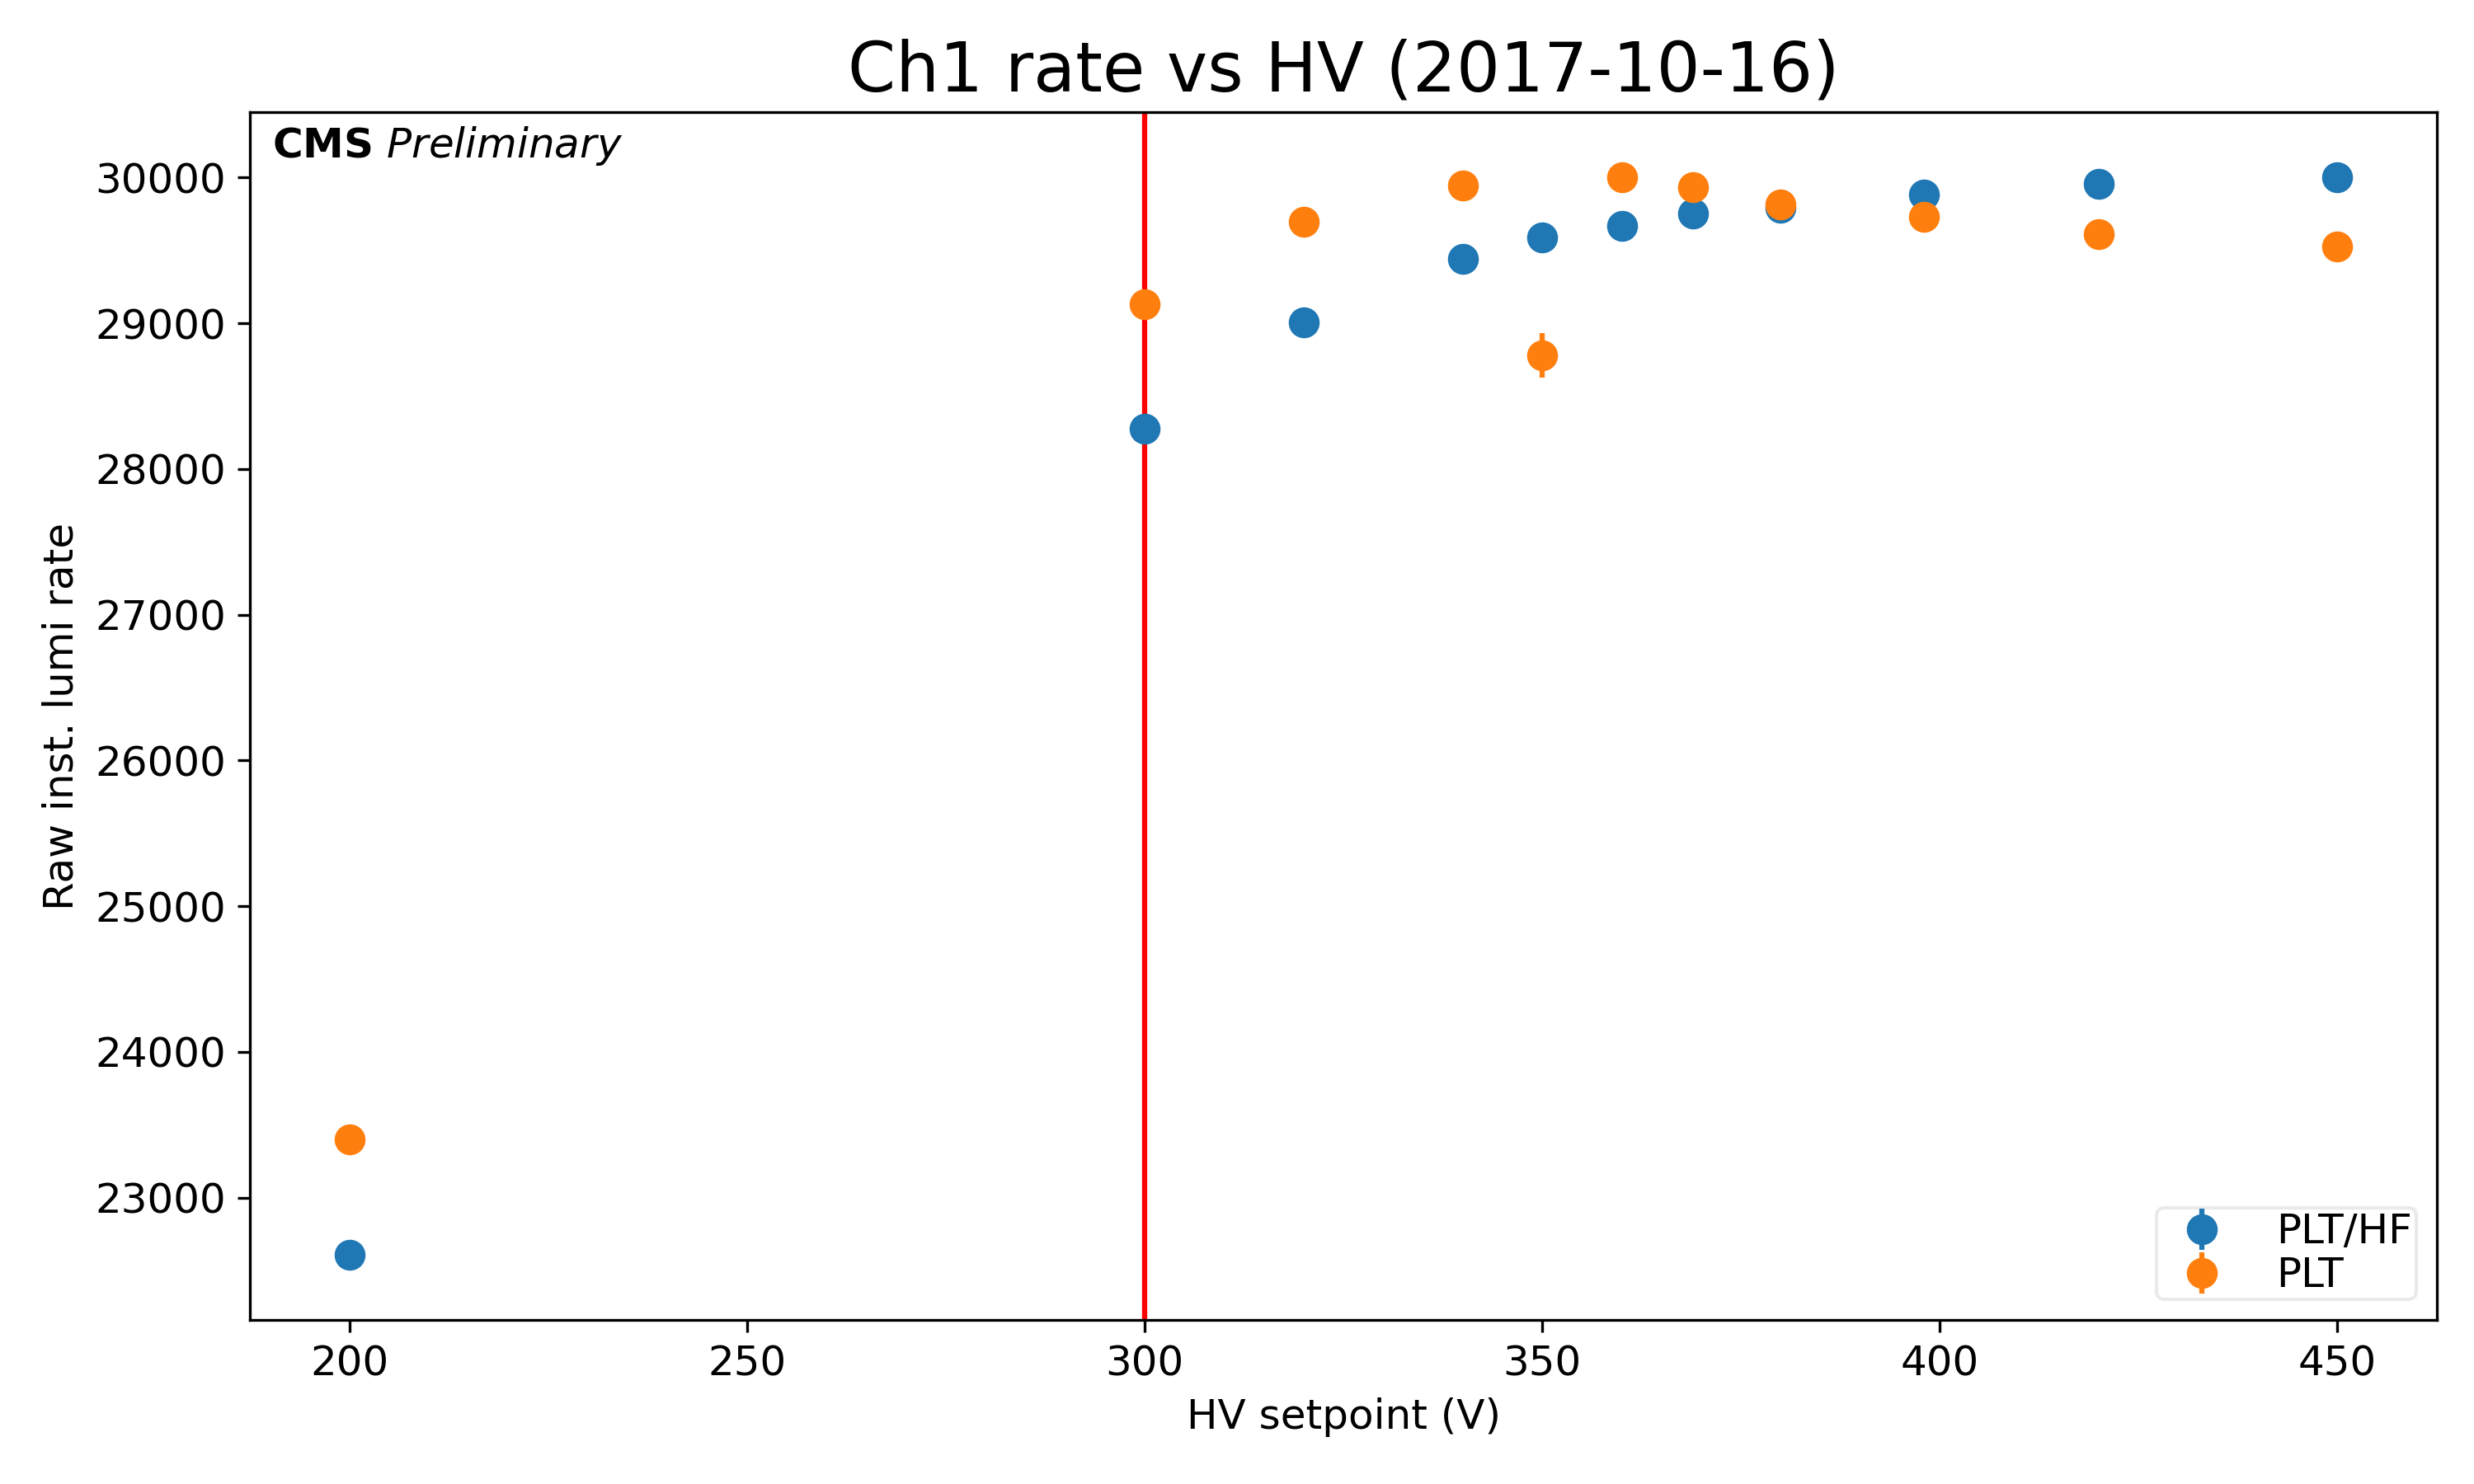 Ch1 rate vs HV (2017-10-16)
CMS Preliminary
30000
29000
28000
27000
26000
25000
24000
23000
Raw inst. lumi rate
200 250 300 350 400 450
HV setpoint (V)
PLT/HF
PLT